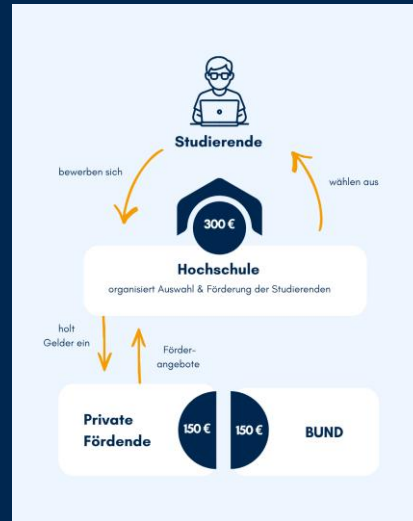 Studierende
bewerben sich
wählen aus
300 €
Hochschule
organisiert Auswahl & Förderung der Studierenden
holt
Gelder ein
Förder-
angebote
Private
Fördende
150 €
150 €
BUND